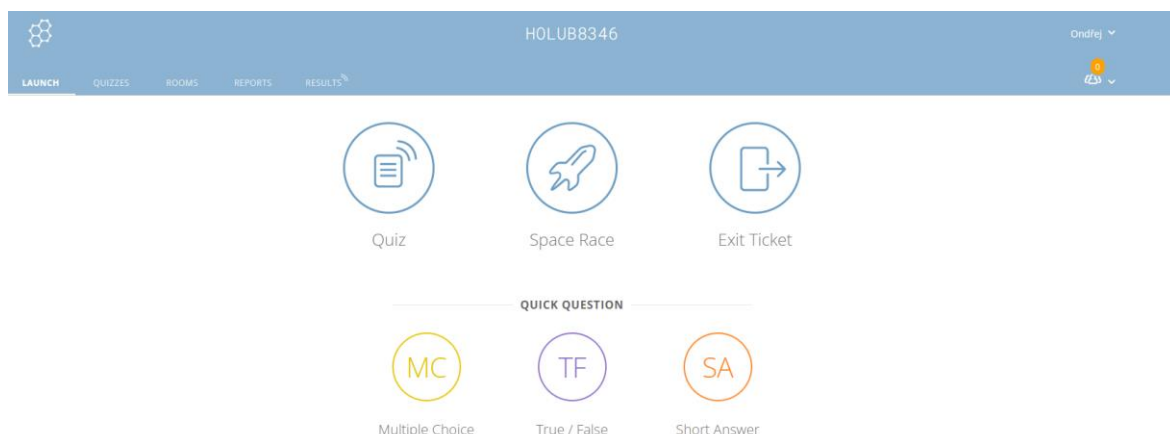 HOLUB8346
Ondřej
0
LAUNCH QUIZZES ROOMS REPORTS RESULTS
Quiz Space Race Exit Ticket
QUICK QUESTION
MC TF SA
Multiple Choice True / False Short Answer